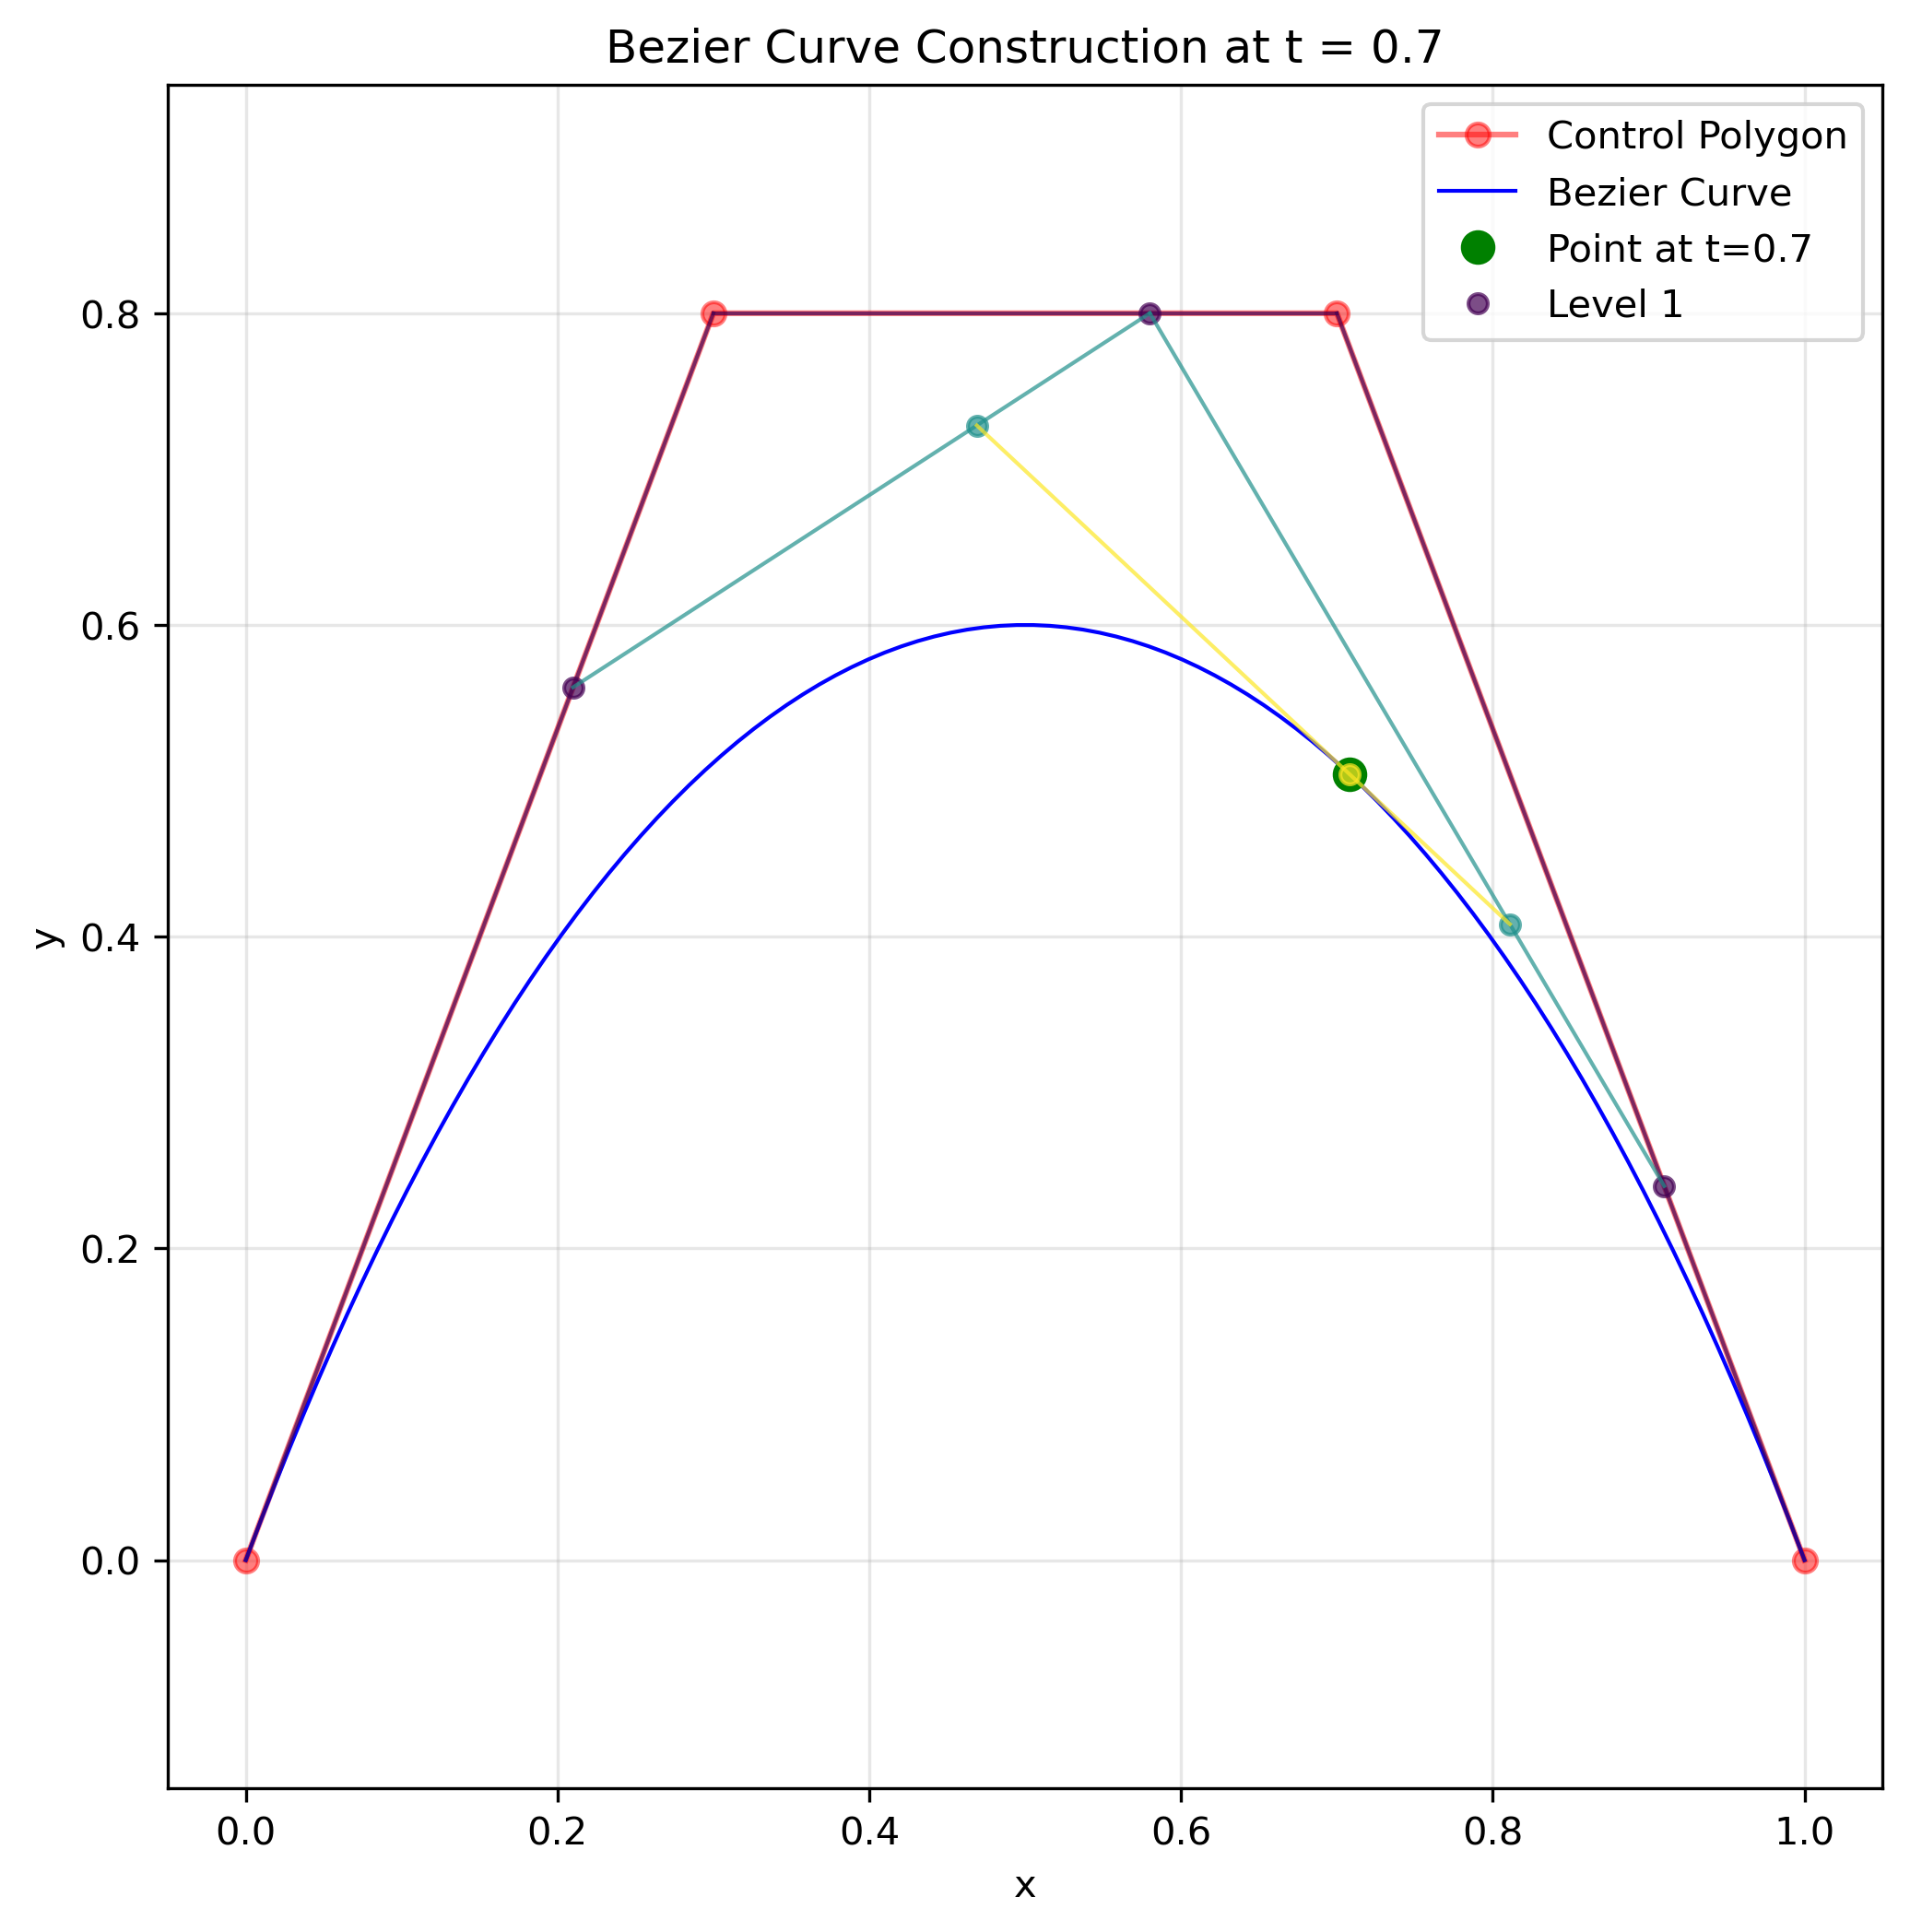 Bezier Curve Construction at t = 0.7
Control Polygon
Bezier Curve
Point at t=0.7
Level 1
0.8
0.6
0.4
0.2
0.0
y
0.0 0.2 0.4 0.6 0.8 1.0
x